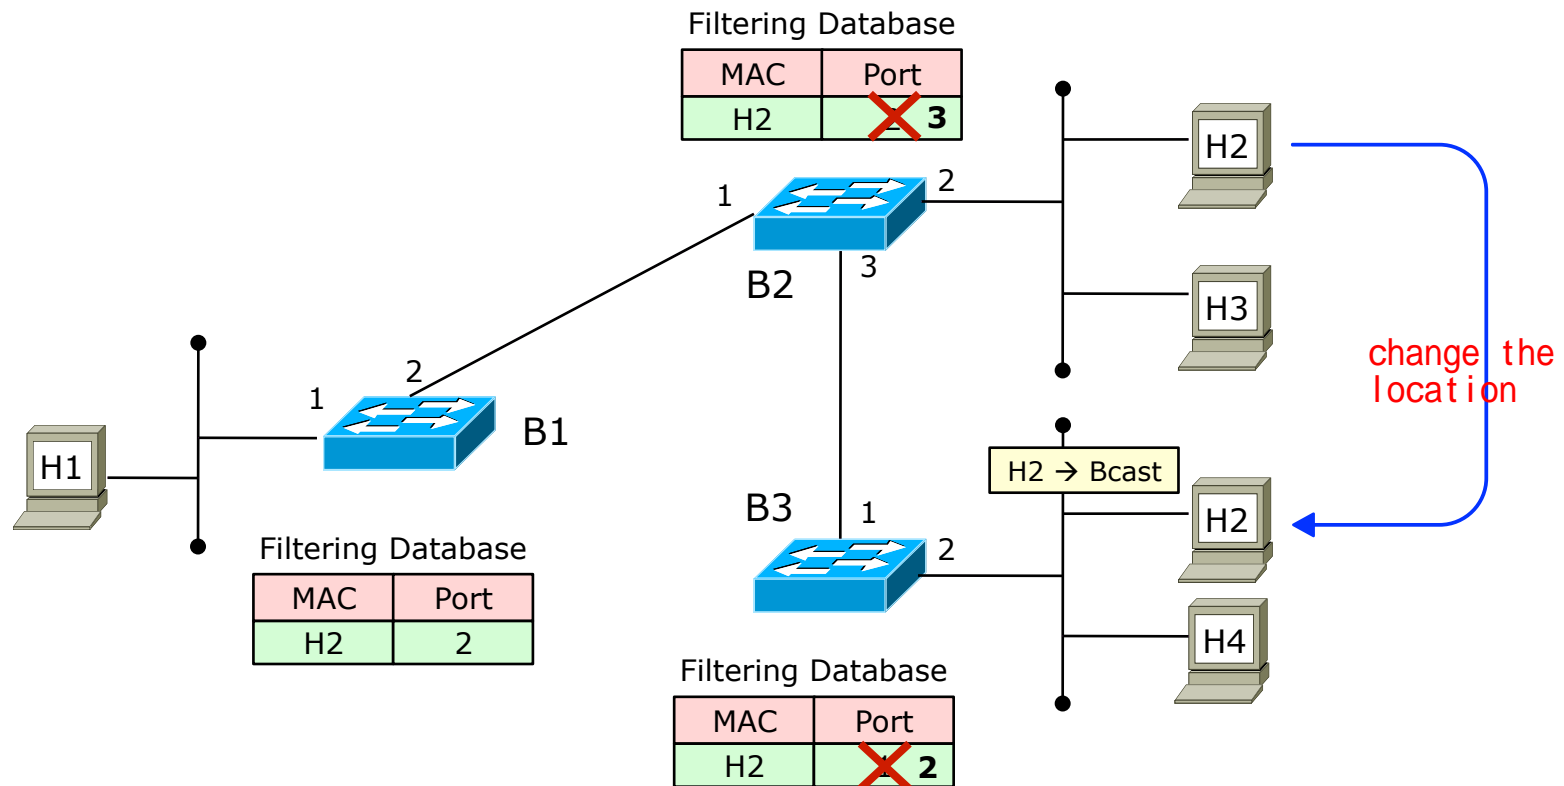 Filtering Database
MAC Port
H2 2 3
H2
1 2
B2 3
H3
change the
location
2
1
B1
H1
H2 → Bcast
B3 1
H2
2
Filtering Database
MAC Port
H2 2
H4
Filtering Database
MAC Port
H2 1 2